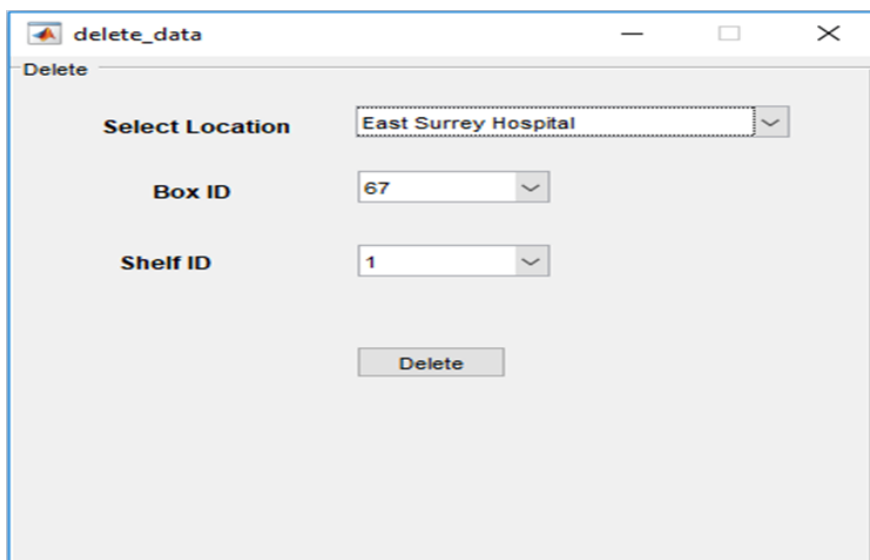 delete_data
Delete
Select Location East Surrey Hospital
Box ID 67
Shelf ID 1
Delete